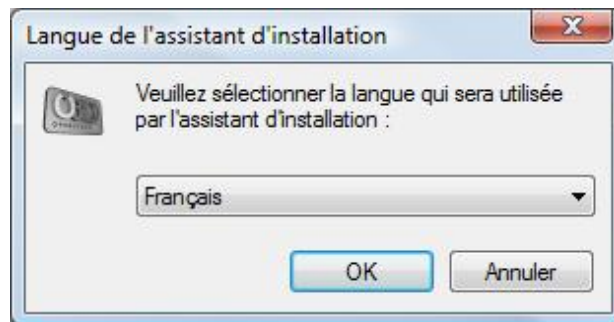 Langue de l'assistant d'installation
Veuillez sélectionner la langue qui sera utilisée
par l'assistant d'installation :
Français
OK
Annuler